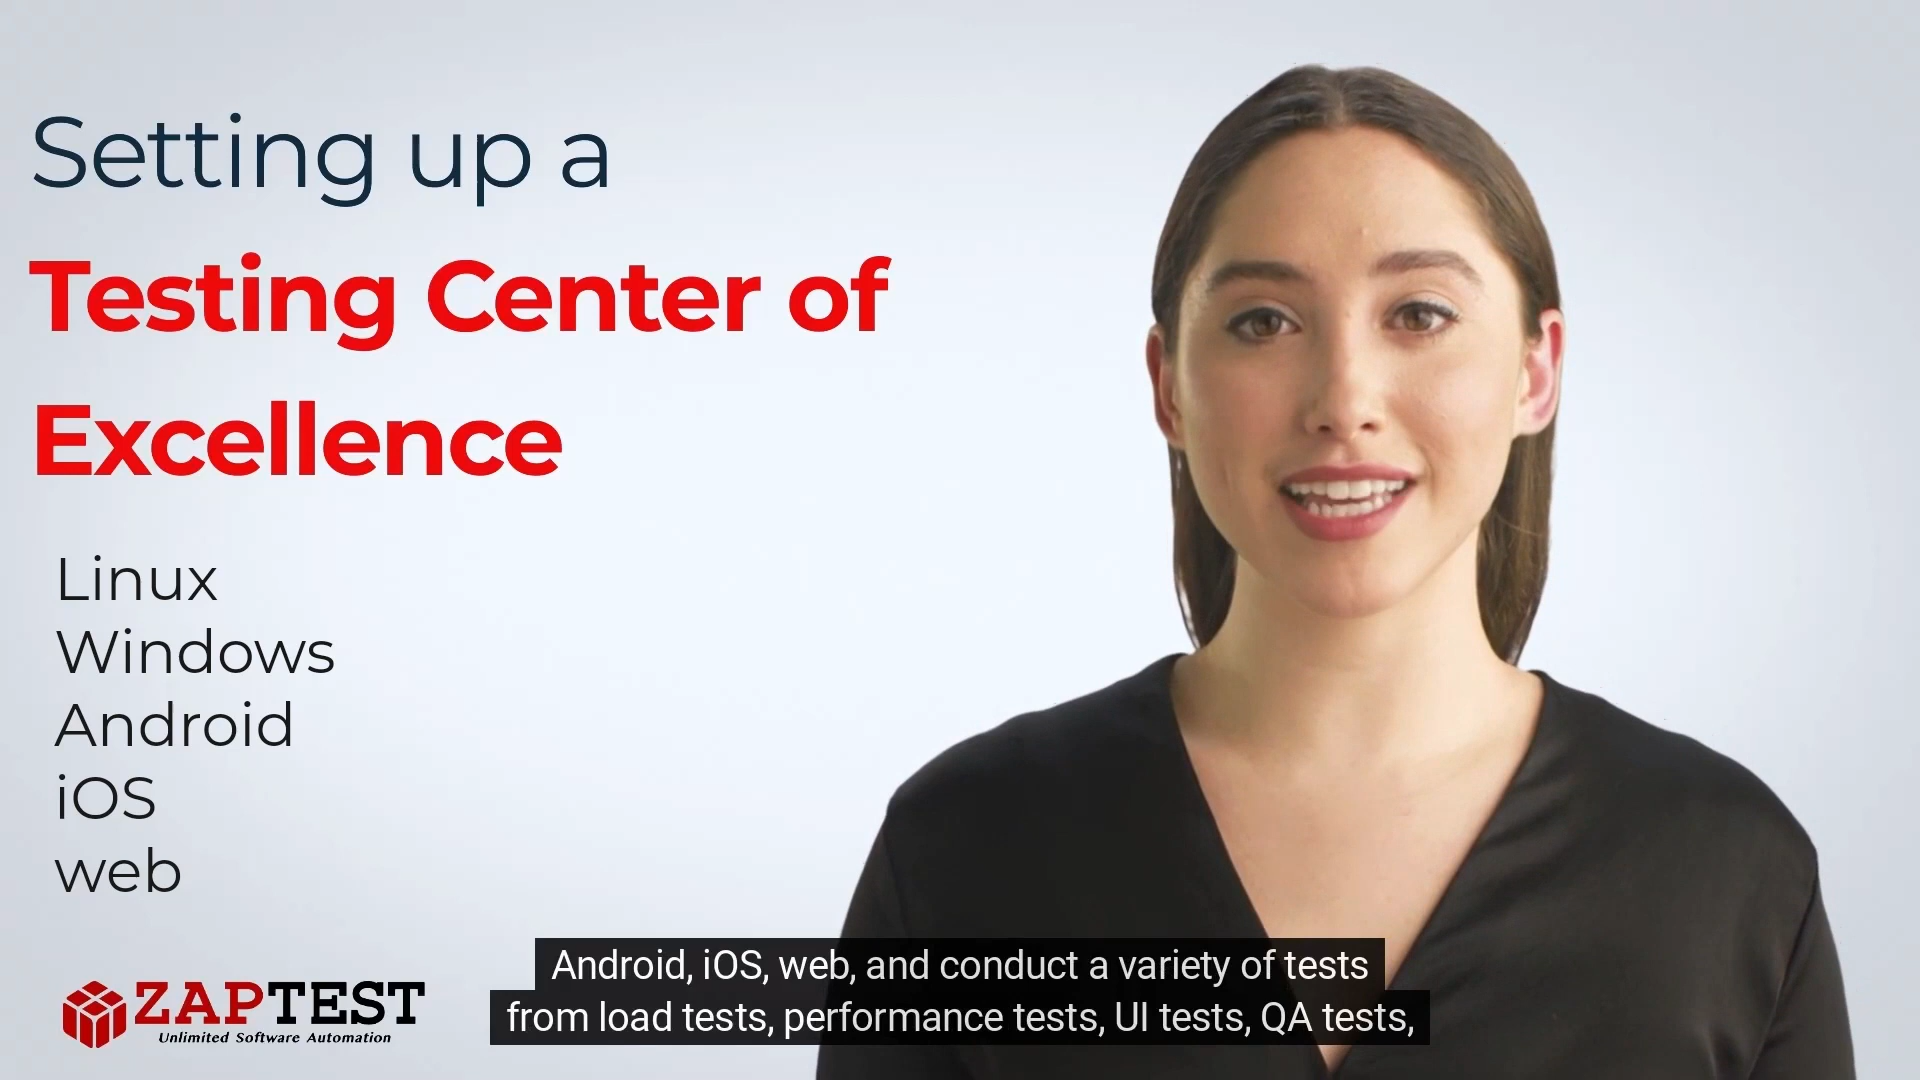 Setting up a
Testing Center of
Excellence
Linux
Windows
Android
iOS
web
ZAPTEST
Unlimited Software Automation
Android, iOS, web, and conduct a variety of tests
from load tests, performance tests, UI tests, QA tests,